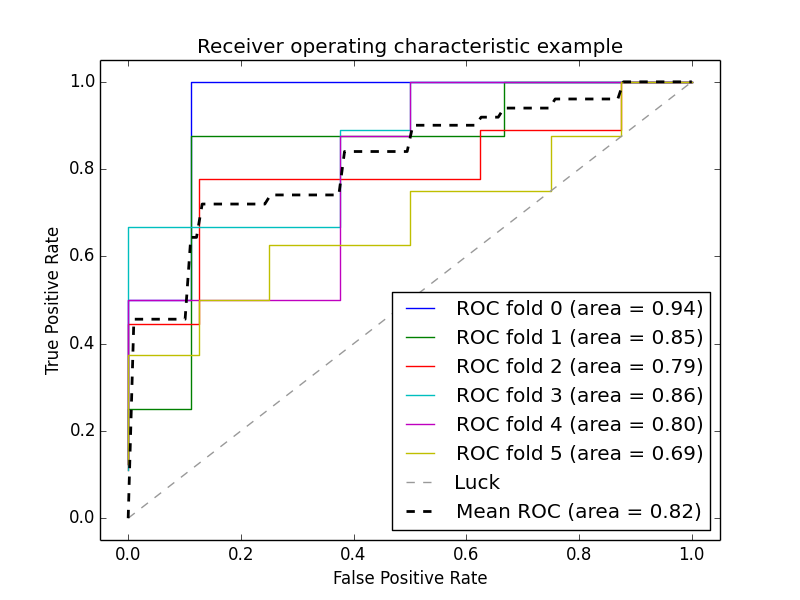 Receiver operating characteristic example
True Positive Rate
1.0
0.8
0.6
0.4
0.2
0.0
ROC fold 0 (area = 0.94)
ROC fold 1 (area = 0.85)
ROC fold 2 (area = 0.79)
ROC fold 3 (area = 0.86)
ROC fold 4 (area = 0.80)
ROC fold 5 (area = 0.69)
Luck
Mean ROC (area = 0.82)
0.0 0.2 0.4 0.6 0.8 1.0
False Positive Rate